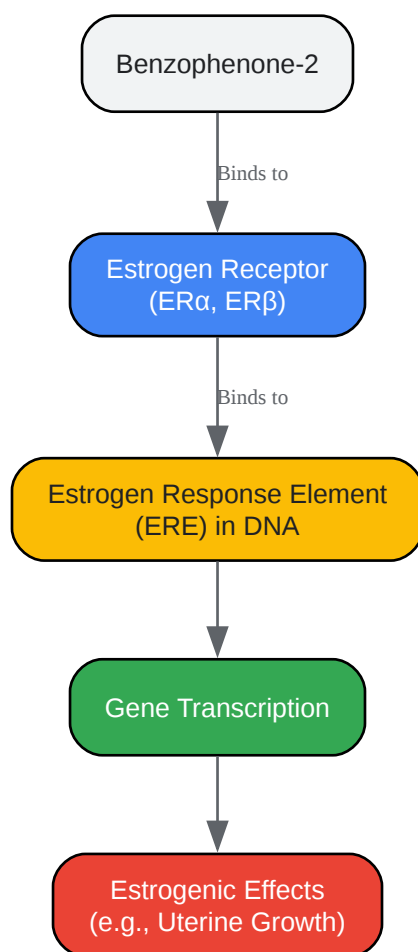 Benzophenone-2
Binds to
Estrogen Receptor
(ERα, ERβ)
Binds to
Estrogen Response Element
(ERE) in DNA
Gene Transcription
Estrogenic Effects
(e.g., Uterine Growth)